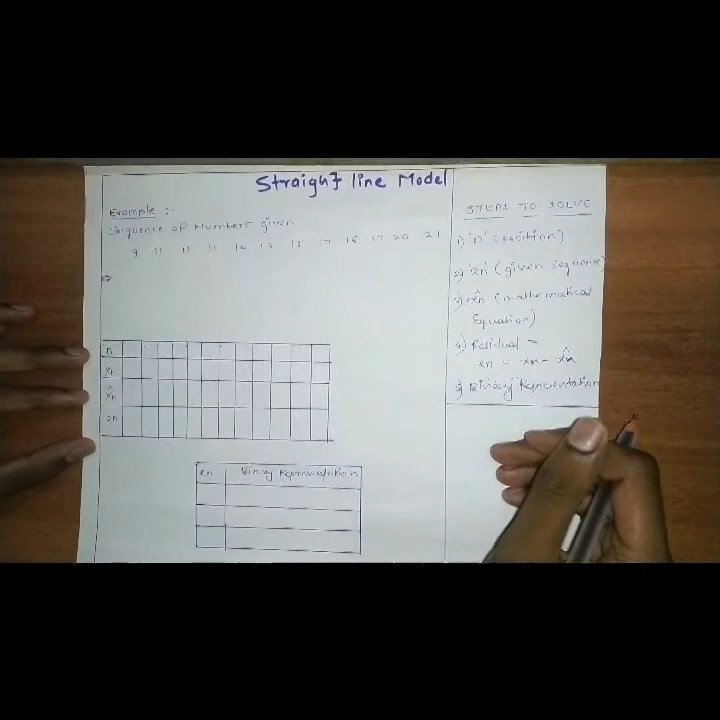 Straight line Model
Example :-
Sequence of Numbers given
9 11 11 11 14 13 15 17 16 17 20 21
⇒
n
xn
x̂n
en
en Binary Representation
STEPS TO SOLVE
1) 'n' (condition)
2) 'xn' (given sequence)
3) x̂n (mathematical
Equation)
4) Residual =
en = xn - x̂n
5) Binary Representation